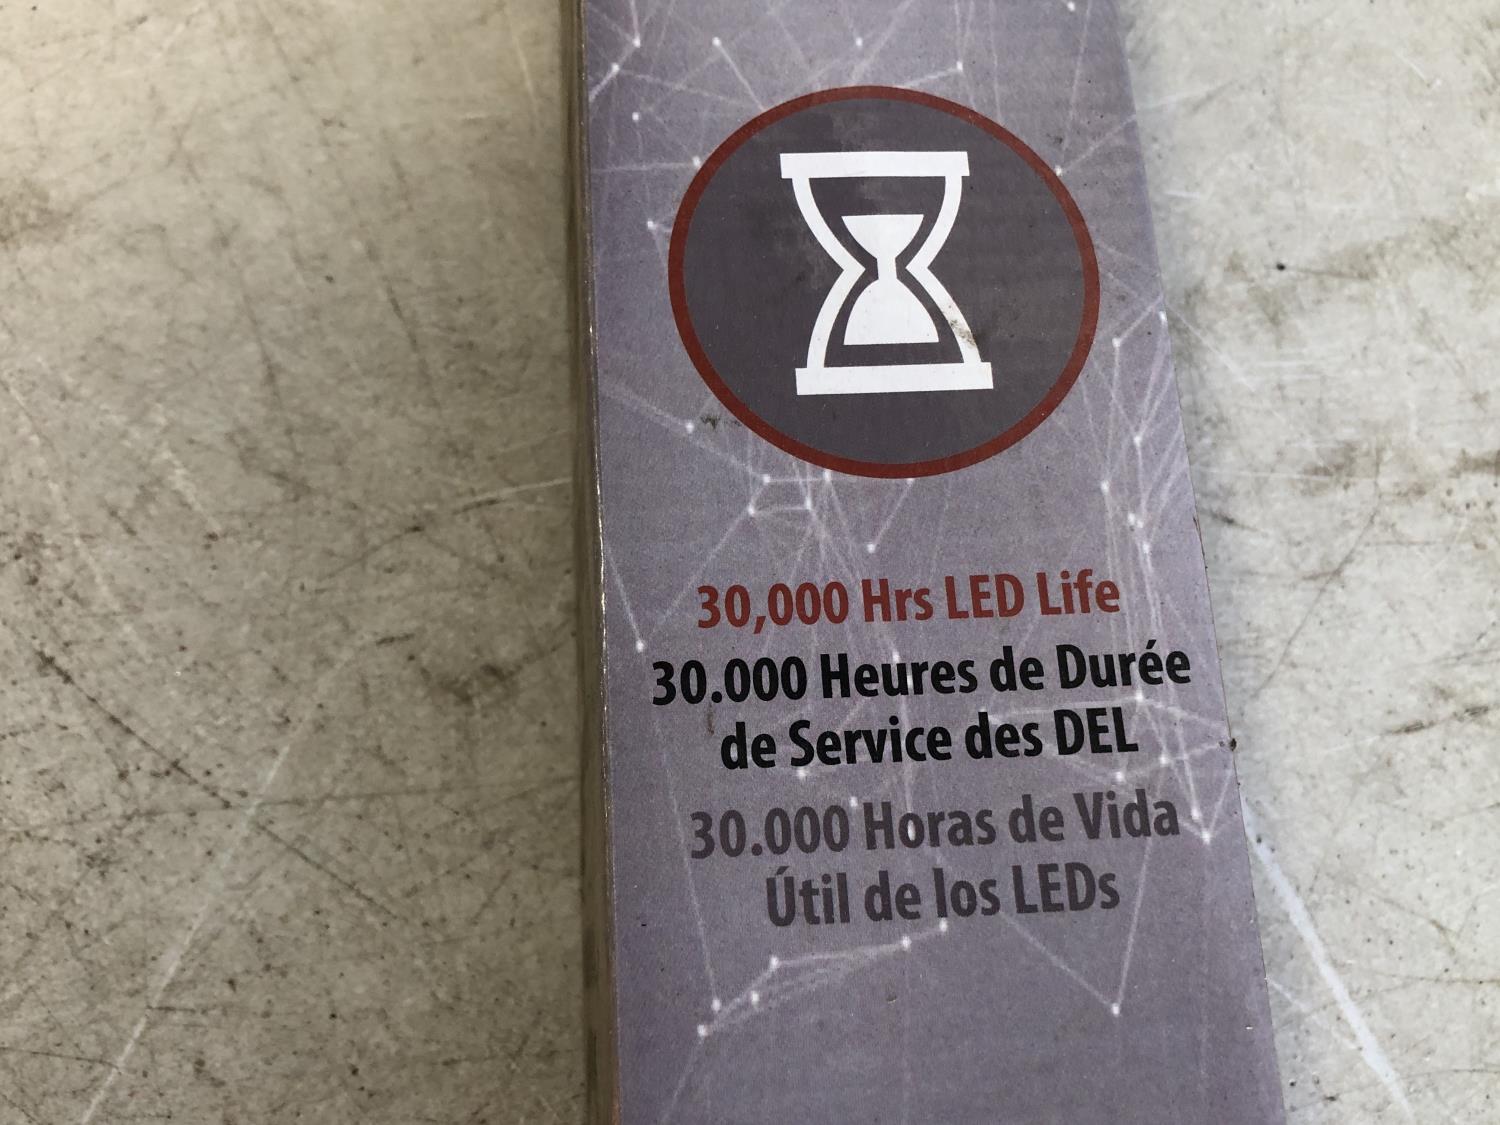 30,000 Hrs LED Life
30.000 Heures de Durée
de Service des DEL
30.000 Horas de Vida
Útil de los LEDs